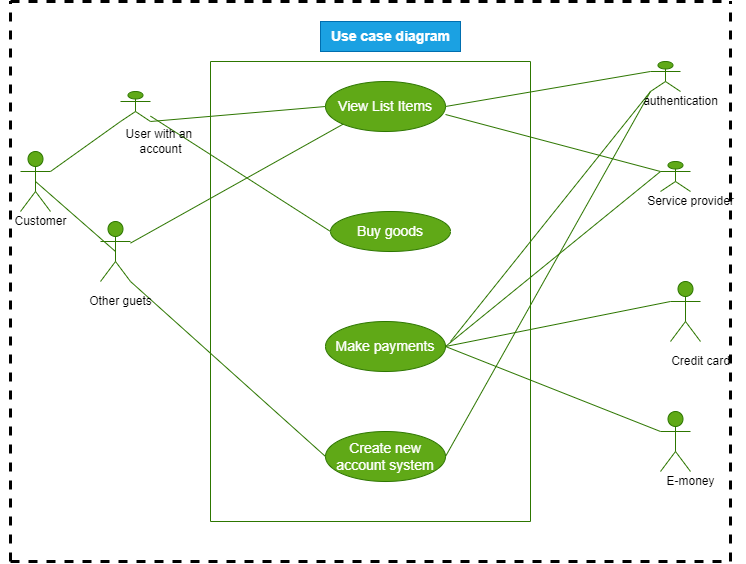 Use case diagram
View List Items
authentication
User with an
account
Service provider
Customer
Buy goods
Other guets
Make payments
Credit card
Create new
account system
E-money